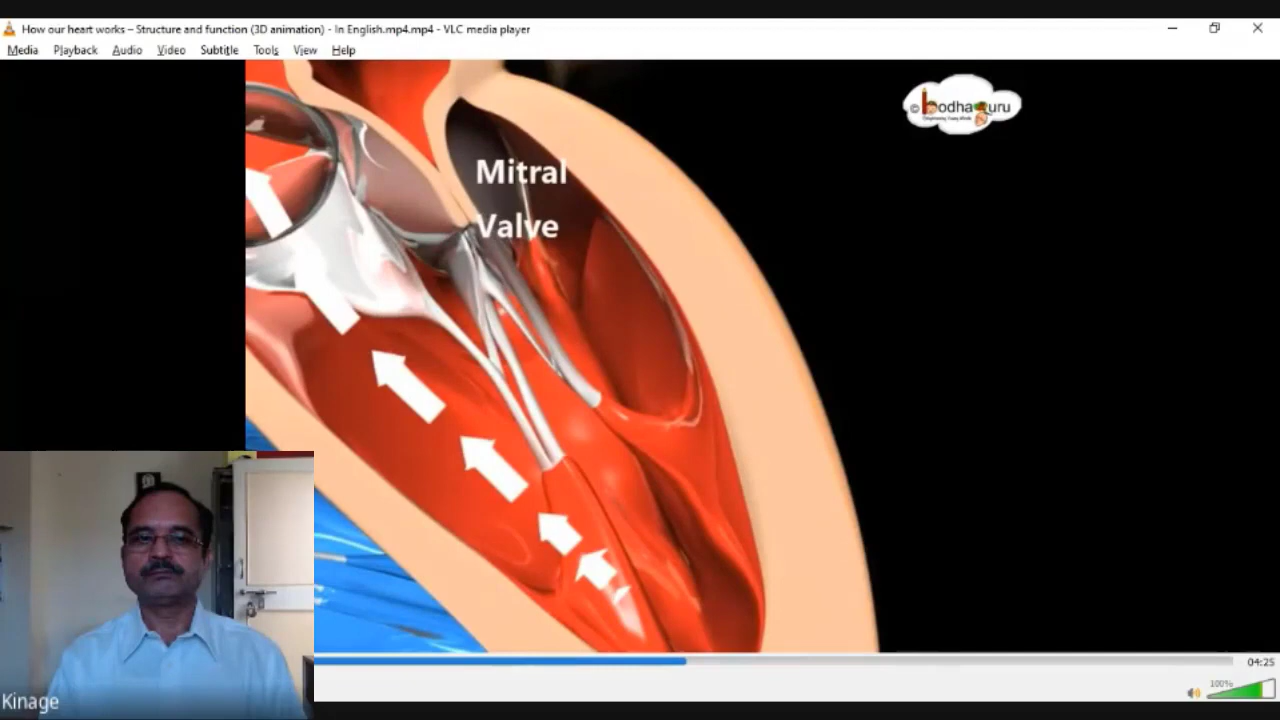 How our heart works – Structure and function (3D animation) - In English.mp4.mp4 - VLC media player
Media Playback Audio Video Subtitle Tools View Help
© bodhaguru
Mitral
Valve
Kinage
04:25
100%